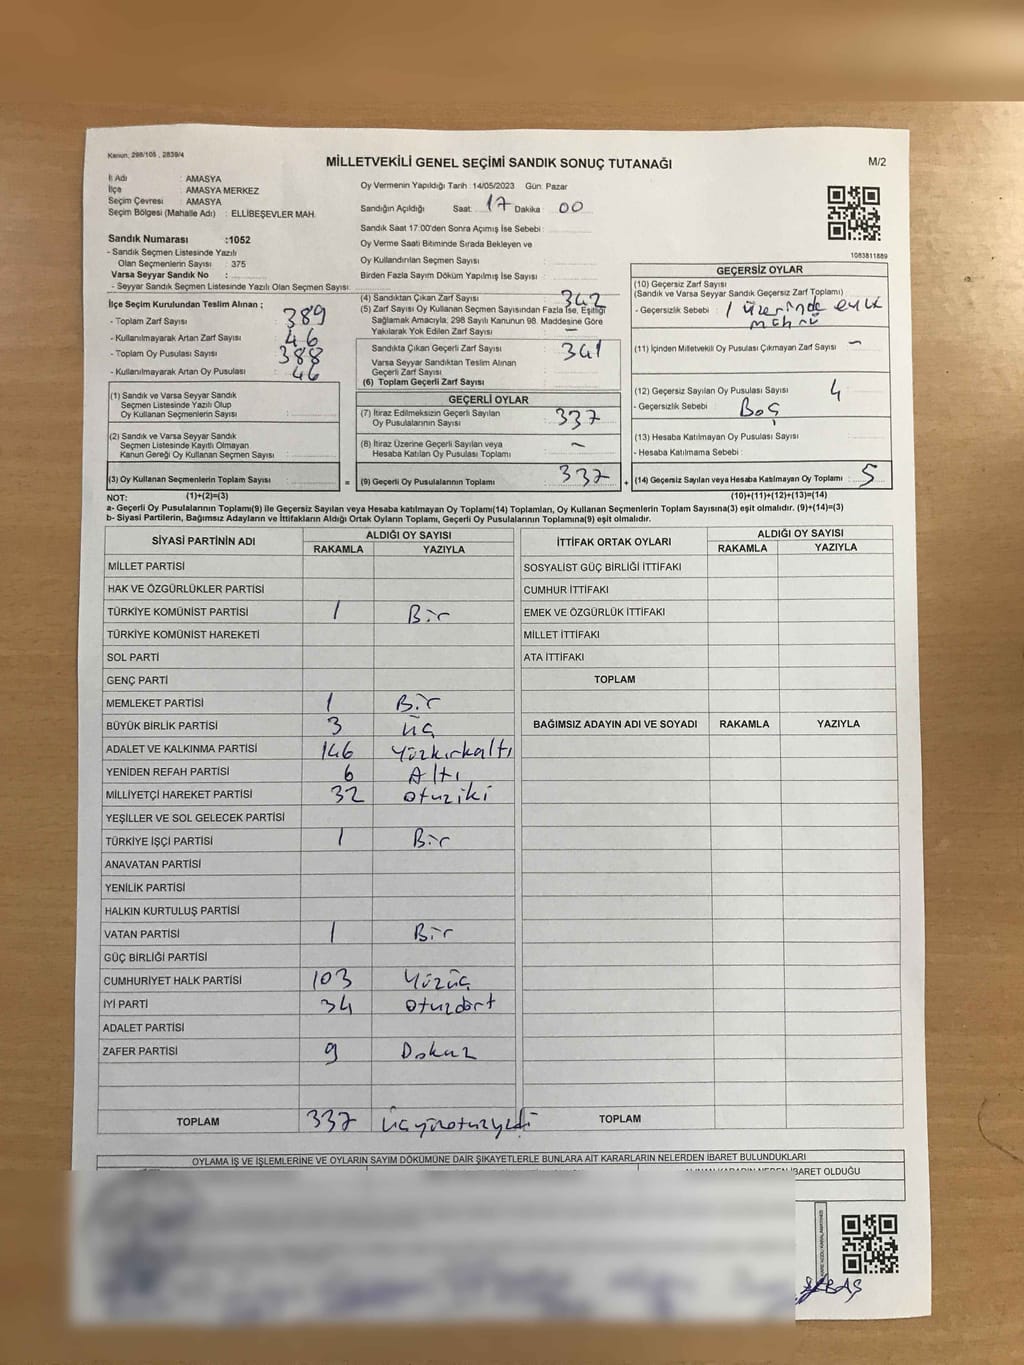 Kanun, 298/105 , 2839/4
MİLLETVEKİLİ GENEL SEÇİMİ SANDIK SONUÇ TUTANAĞI
M/2
İl Adı : AMASYA
İlçe : AMASYA MERKEZ
Seçim Çevresi : AMASYA
Seçim Bölgesi (Mahalle Adı) : ELLİBEŞEVLER MAH.
Sandık Numarası :1052
- Sandık Seçmen Listesinde Yazılı
Olan Seçmenlerin Sayısı : 375
Varsa Seyyar Sandık No :
- Seyyar Sandık Seçmen Listesinde Yazılı Olan Seçmen Sayısı:
İlçe Seçim Kurulundan Teslim Alınan ;
- Toplam Zarf Sayısı : 389
- Kullanılmayarak Artan Zarf Sayısı : 46
- Toplam Oy Pusulası Sayısı : 388
- Kullanılmayarak Artan Oy Pusulası : 46
(1) Sandık ve Varsa Seyyar Sandık
Seçmen Listesinde Yazılı Olup
Oy Kullanan Seçmenlerin Sayısı :
(2) Sandık ve Varsa Seyyar Sandık
Seçmen Listesinde Kayıtlı Olmayan
Kanun Gereği Oy Kullanan Seçmen Sayısı :
(3) Oy Kullanan Seçmenlerin Toplam Sayısı :
(1)+(2)=(3)
Oy Vermenin Yapıldığı Tarih :14/05/2023 Gün: Pazar
Sandığın Açıldığı Saat: 17 Dakika : 00
Sandık Saat 17:00'den Sonra Açımış İse Sebebi :
Oy Verme Saati Bitiminde Sırada Bekleyen ve
Oy Kullandırılan Seçmen Sayısı :
Birden Fazla Sayım Döküm Yapılmış İse Sayısı :
(4) Sandıktan Çıkan Zarf Sayısı : 342
(5) Zarf Sayısı Oy Kullanan Seçmen Sayısından Fazla İse, Eşitliği
Sağlamak Amacıyla, 298 Sayılı Kanunun 98. Maddesine Göre
Yakılarak Yok Edilen Zarf Sayısı : —
Sandıkta Çıkan Geçerli Zarf Sayısı : 341
Varsa Seyyar Sandıktan Teslim Alınan
Geçerli Zarf Sayısı :
(6) Toplam Geçerli Zarf Sayısı :
GEÇERLİ OYLAR
(7) İtiraz Edilmeksizin Geçerli Sayılan
Oy Pusulalarının Sayısı : 337
(8) İtiraz Üzerine Geçerli Sayılan veya
Hesaba Katılan Oy Pusulası Toplamı : -
= (9) Geçerli Oy Pusulalarının Toplamı : 337 +
1083811889
GEÇERSİZ OYLAR
(10) Geçersiz Zarf Sayısı
(Sandık ve Varsa Seyyar Sandık Geçersiz Zarf Toplamı) :
- Geçersizlik Sebebi : 1 üzerinde
(11) İçinden Milletvekili Oy Pusulası Çıkmayan Zarf Sayısı : -
(12) Geçersiz Sayılan Oy Pusulası Sayısı : 4
- Geçersizlik Sebebi : Boş
(13) Hesaba Katılmayan Oy Pusulası Sayısı :
- Hesaba Katılmama Sebebi :
(14) Geçersiz Sayılan veya Hesaba Katılmayan Oy Toplamı : 5
(10)+(11)+(12)+(13)=(14)
NOT:
a- Geçerli Oy Pusulalarının Toplamı(9) İle Geçersiz Sayılan veya Hesaba katılmayan Oy Toplamı(14) Toplamları, Oy Kullanan Seçmenlerin Toplam Sayısına(3) eşit olmalıdır. (9)+(14)=(3)
b- Siyasi Partilerin, Bağımsız Adayların ve İttifakların Aldığı Ortak Oyların Toplamı, Geçerli Oy Pusulalarının Toplamına(9) eşit olmalıdır.
SİYASİ PARTİNİN ADI ALDIĞI OY SAYISI
RAKAMLA YAZIYLA
MİLLET PARTİSİ
HAK VE ÖZGÜRLÜKLER PARTİSİ
TÜRKİYE KOMÜNİST PARTİSİ 1 Bir
TÜRKİYE KOMÜNİST HAREKETİ
SOL PARTİ
GENÇ PARTİ
MEMLEKET PARTİSİ 1 Bir
BÜYÜK BİRLİK PARTİSİ 3 üç
ADALET VE KALKINMA PARTİSİ 146 Yüzkırkaltı
YENİDEN REFAH PARTİSİ 6 Altı
MİLLİYETÇİ HAREKET PARTİSİ 32 otuziki
YEŞİLLER VE SOL GELECEK PARTİSİ
TÜRKİYE İŞÇİ PARTİSİ 1 Bir
ANAVATAN PARTİSİ
YENİLİK PARTİSİ
HALKIN KURTULUŞ PARTİSİ
VATAN PARTİSİ 1 Bir
GÜÇ BİRLİĞİ PARTİSİ
CUMHURİYET HALK PARTİSİ 103 Yüzüç
İYİ PARTİ 34 otuzdört
ADALET PARTİSİ
ZAFER PARTİSİ 9 Dokuz
TOPLAM 337 üçyüzotuzyedi
İTTİFAK ORTAK OYLARI ALDIĞI OY SAYISI
RAKAMLA YAZIYLA
SOSYALİST GÜÇ BİRLİĞİ İTTİFAKI
CUMHUR İTTİFAKI
EMEK VE ÖZGÜRLÜK İTTİFAKI
MİLLET İTTİFAKI
ATA İTTİFAKI
TOPLAM
BAĞIMSIZ ADAYIN ADI VE SOYADI RAKAMLA YAZIYLA
TOPLAM
OYLAMA İŞ VE İŞLEMLERİNE VE OYLARIN SAYIM DÖKÜMÜNE DAİR ŞİKAYETLERLE BUNLARA AİT KARARLARIN NELERDEN İBARET BULUNDUKLARI
İBARET OLDUĞU